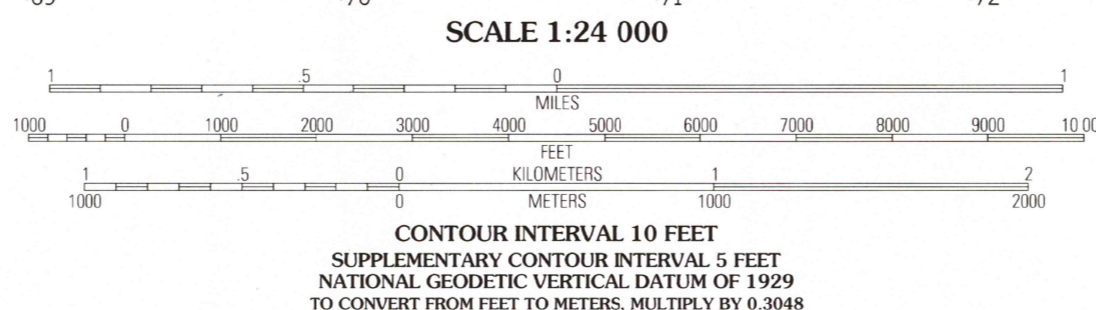 SCALE 1:24 000
1 .5 0 1
MILES
1000 0 1000 2000 3000 4000 5000 6000 7000 8000 9000 10 00
FEET
1 .5 0 KILOMETERS 1 2
1000 0 METERS 1000 2000
CONTOUR INTERVAL 10 FEET
SUPPLEMENTARY CONTOUR INTERVAL 5 FEET
NATIONAL GEODETIC VERTICAL DATUM OF 1929
TO CONVERT FROM FEET TO METERS, MULTIPLY BY 0.3048